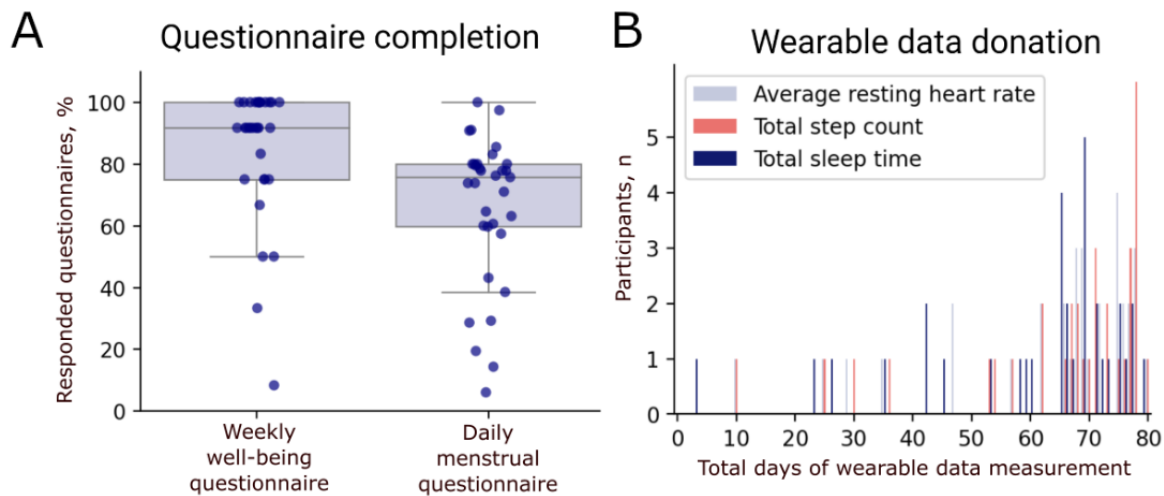 A
Questionnaire completion
Responded questionnaires, %
100
80
60
40
20
0
Weekly
well-being
questionnaire
Daily
menstrual
questionnaire
B
Wearable data donation
Average resting heart rate
Total step count
Total sleep time
Participants, n
5
4
3
2
1
0
0 10 20 30 40 50 60 70 80
Total days of wearable data measurement